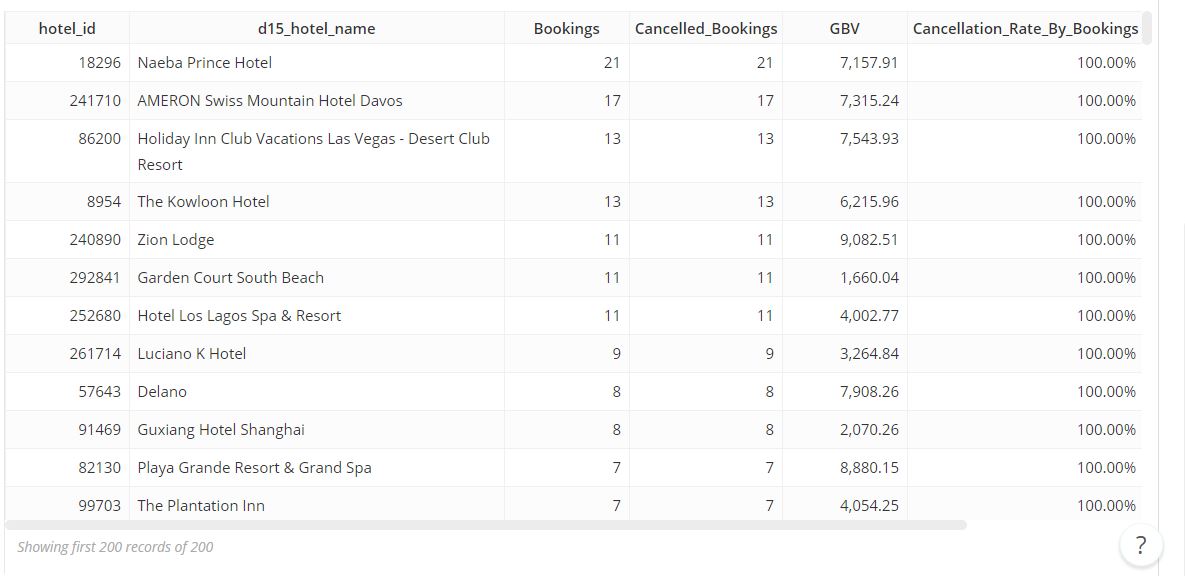 hotel_id d15_hotel_name Bookings Cancelled_Bookings GBV Cancellation_Rate_By_Bookings
18296 Naeba Prince Hotel 21 21 7,157.91 100.00%
241710 AMERON Swiss Mountain Hotel Davos 17 17 7,315.24 100.00%
86200 Holiday Inn Club Vacations Las Vegas - Desert Club 13 13 7,543.93 100.00%
Resort
8954 The Kowloon Hotel 13 13 6,215.96 100.00%
240890 Zion Lodge 11 11 9,082.51 100.00%
292841 Garden Court South Beach 11 11 1,660.04 100.00%
252680 Hotel Los Lagos Spa & Resort 11 11 4,002.77 100.00%
261714 Luciano K Hotel 9 9 3,264.84 100.00%
57643 Delano 8 8 7,908.26 100.00%
91469 Guxiang Hotel Shanghai 8 8 2,070.26 100.00%
82130 Playa Grande Resort & Grand Spa 7 7 8,880.15 100.00%
99703 The Plantation Inn 7 7 4,054.25 100.00%
Showing first 200 records of 200
?